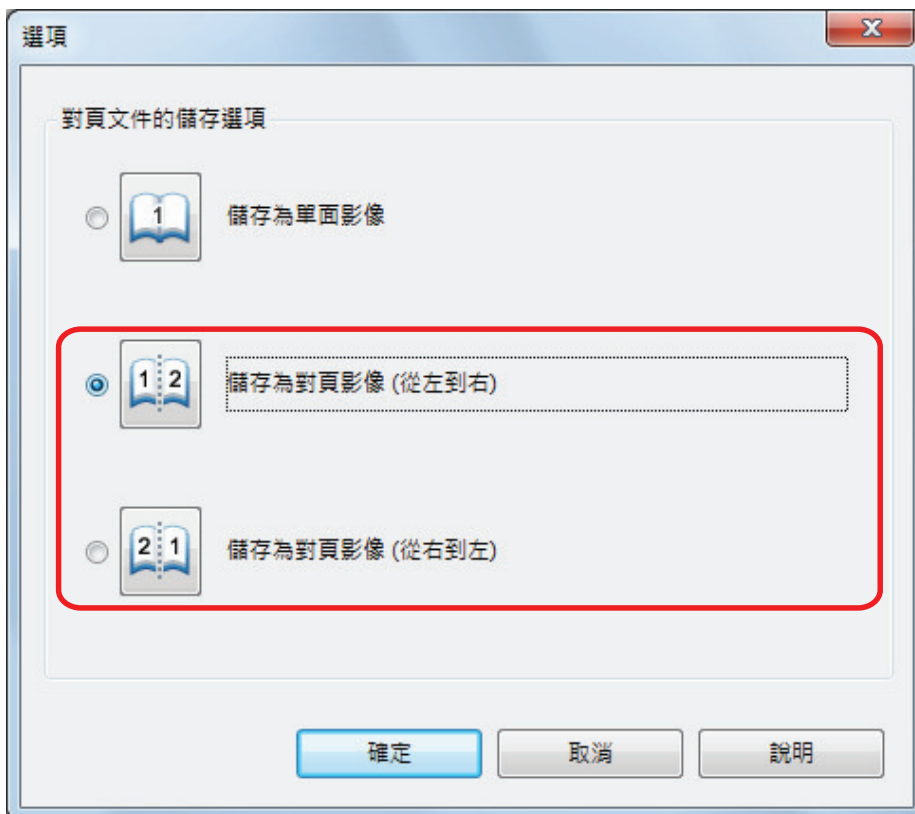 選項
對頁文件的儲存選項
1
儲存為單面影像
1 2
儲存為對頁影像 (從左到右)
2 1
儲存為對頁影像 (從右到左)
確定
取消
說明